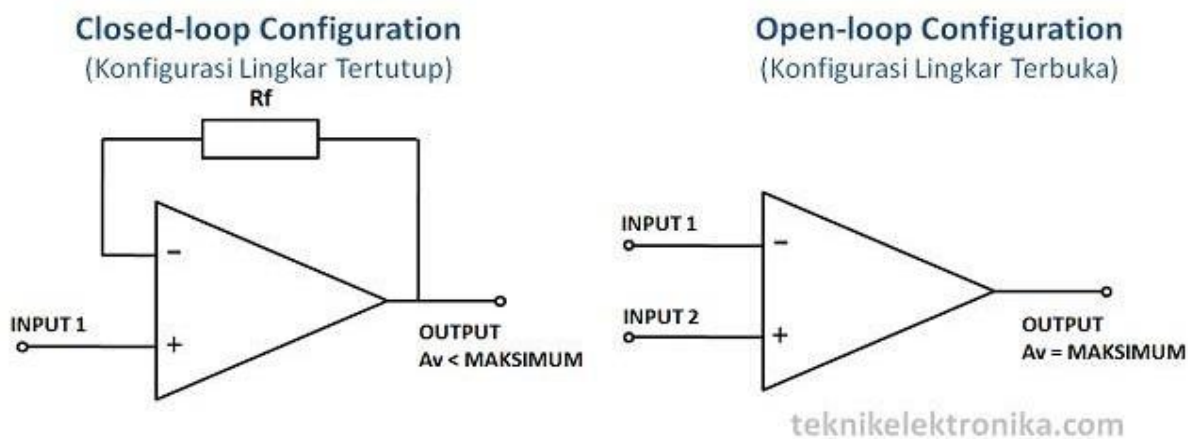 Closed-loop Configuration
(Konfigurasi Lingkar Tertutup)
Rf
-
+
INPUT 1
OUTPUT
Av < MAKSIMUM
Open-loop Configuration
(Konfigurasi Lingkar Terbuka)
INPUT 1
-
INPUT 2
+
OUTPUT
Av = MAKSIMUM
teknikelektronika.com